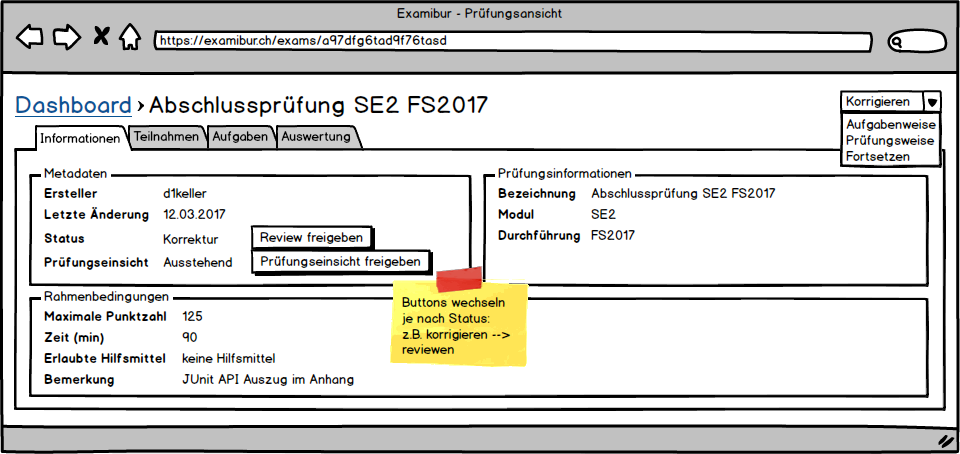 Examibur - Prüfungsansicht
https://examibur.ch/exams/a97dfg6tad9f76tasd
Dashboard › Abschlussprüfung SE2 FS2017
Korrigieren
Aufgabenweise
Prüfungsweise
Fortsetzen
Informationen Teilnahmen Aufgaben Auswertung
Metadaten
Ersteller d1keller
Letzte Änderung 12.03.2017
Status Korrektur Review freigeben
Prüfungseinsicht Ausstehend Prüfungseinsicht freigeben
Prüfungsinformationen
Bezeichnung Abschlussprüfung SE2 FS2017
Modul SE2
Durchführung FS2017
Rahmenbedingungen
Maximale Punktzahl 125
Zeit (min) 90
Erlaubte Hilfsmittel keine Hilfsmittel
Bemerkung JUnit API Auszug im Anhang
Buttons wechseln
je nach Status:
z.B. korrigieren -->
reviewen